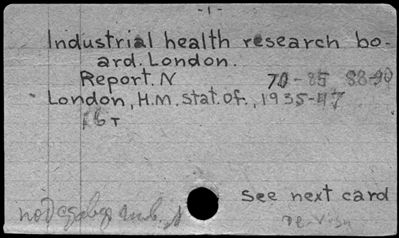 -1-
Industrial health research bo-
ard. London.
Report. N 70-85 88-90
London, H.M. stat. of., 1935-47
see next card